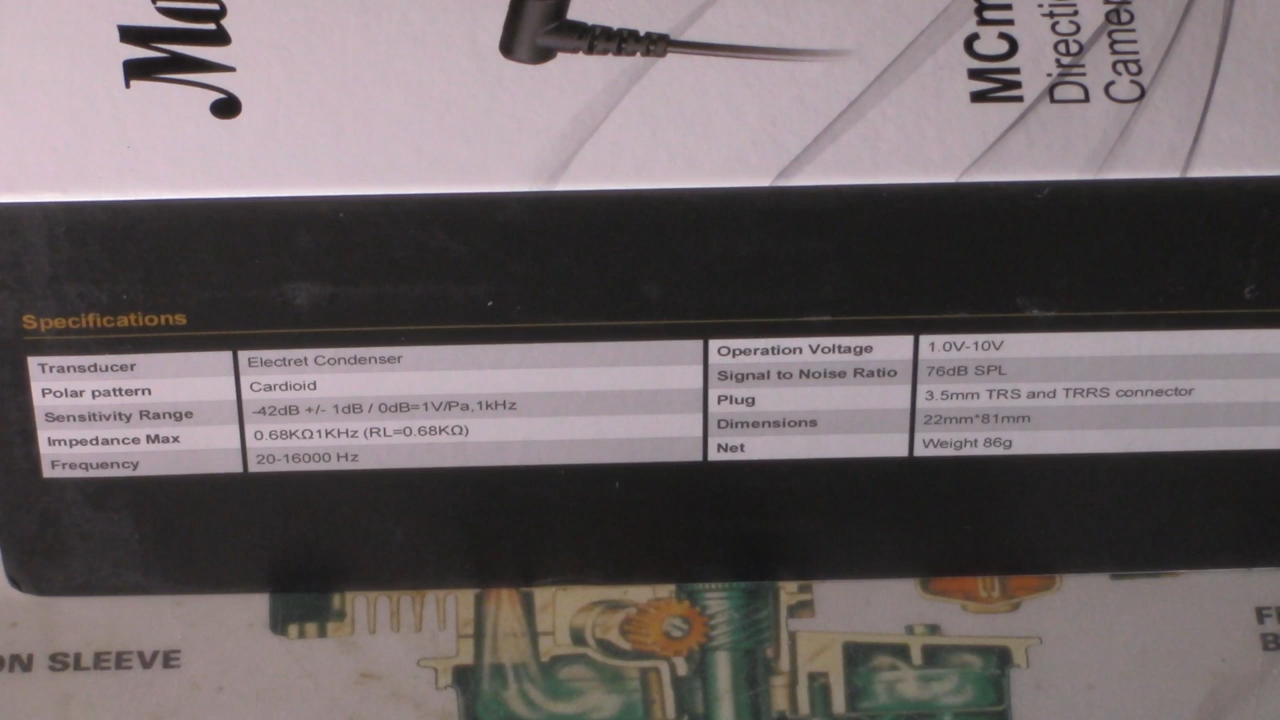 Ma
MCm
Directi
Camer
Specifications
Transducer Electret Condenser
Polar pattern Cardioid
Sensitivity Range -42dB +/- 1dB / 0dB=1V/Pa,1kHz
Impedance Max 0.68KΩ1KHz (RL=0.68KΩ)
Frequency 20-16000 Hz
Operation Voltage 1.0V-10V
Signal to Noise Ratio 76dB SPL
Plug 3.5mm TRS and TRRS connector
Dimensions 22mm*81mm
Net Weight 86g
ON SLEEVE